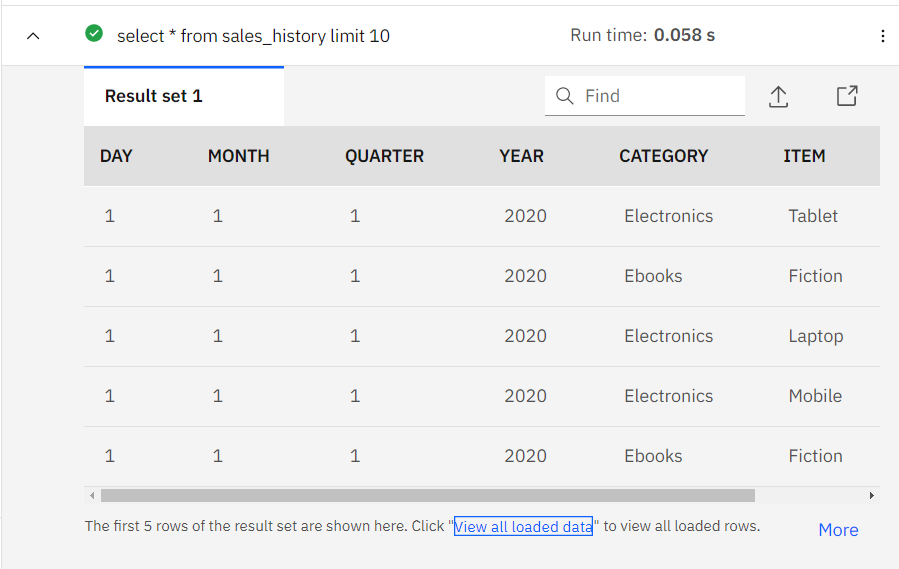 select * from sales_history limit 10 Run time: 0.058 s
Result set 1 Find
DAY MONTH QUARTER YEAR CATEGORY ITEM
1 1 1 2020 Electronics Tablet
1 1 1 2020 Ebooks Fiction
1 1 1 2020 Electronics Laptop
1 1 1 2020 Electronics Mobile
1 1 1 2020 Ebooks Fiction
The first 5 rows of the result set are shown here. Click "View all loaded data" to view all loaded rows. More